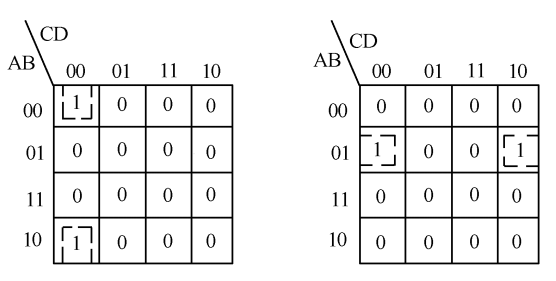 CD CD
AB AB
00 01 11 10 00 01 11 10
00 1 0 0 0 00 0 0 0 0
01 0 0 0 0 01 1 0 0 1
11 0 0 0 0 11 0 0 0 0
10 1 0 0 0 10 0 0 0 0